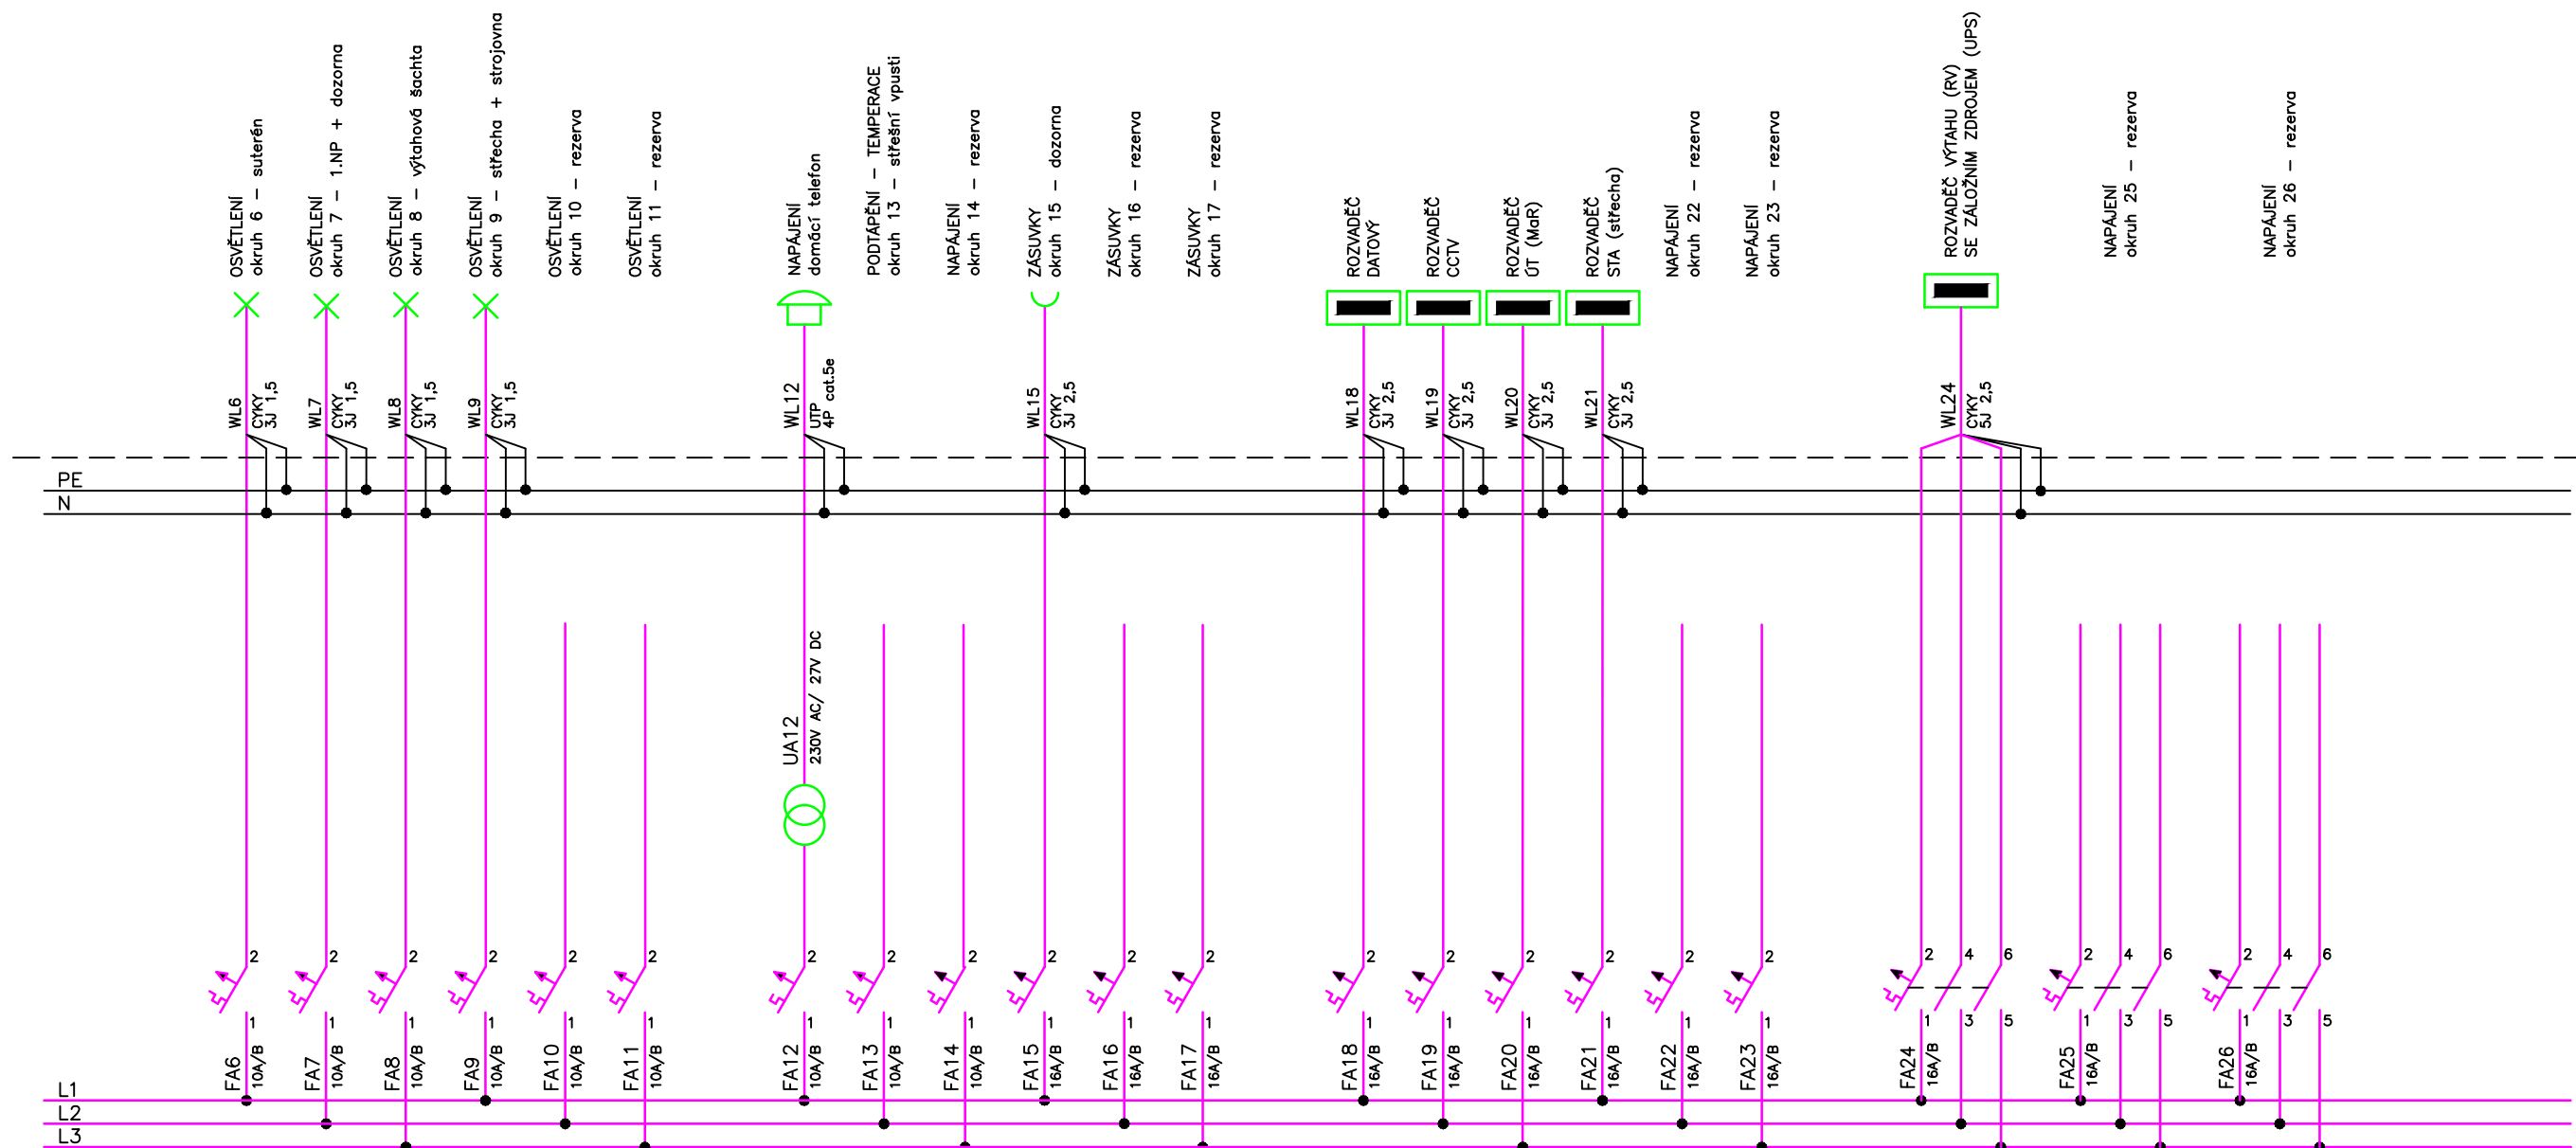 OSVĚTLENÍ
okruh 6 – suterén
OSVĚTLENÍ
okruh 7 – 1.NP + dozorna
OSVĚTLENÍ
okruh 8 – výtahová šachta
OSVĚTLENÍ
okruh 9 – střecha + strojovna
OSVĚTLENÍ
okruh 10 – rezerva
OSVĚTLENÍ
okruh 11 – rezerva
NAPÁJENÍ
domácí telefon
PODTÁPĚNÍ – TEMPERACE
okruh 13 – střešní vpusti
NAPÁJENÍ
okruh 14 – rezerva
ZÁSUVKY
okruh 15 – dozorna
ZÁSUVKY
okruh 16 – rezerva
ZÁSUVKY
okruh 17 – rezerva
ROZVADĚČ
DATOVÝ
ROZVADĚČ
CCTV
ROZVADĚČ
ÚT (MaR)
ROZVADĚČ
STA (střecha)
NAPÁJENÍ
okruh 22 – rezerva
NAPÁJENÍ
okruh 23 – rezerva
ROZVADĚČ VÝTAHU (RV)
SE ZÁLOŽNÍM ZDROJEM (UPS)
NAPÁJENÍ
okruh 25 – rezerva
NAPÁJENÍ
okruh 26 – rezerva
WL6
CYKY
3J 1,5
WL7
CYKY
3J 1,5
WL8
CYKY
3J 1,5
WL9
CYKY
3J 1,5
WL12
UTP
4P cat.5e
WL15
CYKY
3J 2,5
WL18
CYKY
3J 2,5
WL19
CYKY
3J 2,5
WL20
CYKY
3J 2,5
WL21
CYKY
3J 2,5
WL24
CYKY
5J 2,5
PE
N
UA12
230V AC/ 27V DC
2 2 2 2 2 2 2 2 2 2 2 2 2 2 2 2 2 2 2 4 6 2 4 6 2 4 6
1 1 1 1 1 1 1 1 1 1 1 1 1 1 1 1 1 1 1 3 5 1 3 5 1 3 5
FA6
10A/B
FA7
10A/B
FA8
10A/B
FA9
10A/B
FA10
10A/B
FA11
10A/B
FA12
10A/B
FA13
10A/B
FA14
10A/B
FA15
16A/B
FA16
16A/B
FA17
16A/B
FA18
16A/B
FA19
16A/B
FA20
16A/B
FA21
16A/B
FA22
16A/B
FA23
16A/B
FA24
16A/B
FA25
16A/B
FA26
16A/B
L1
L2
L3